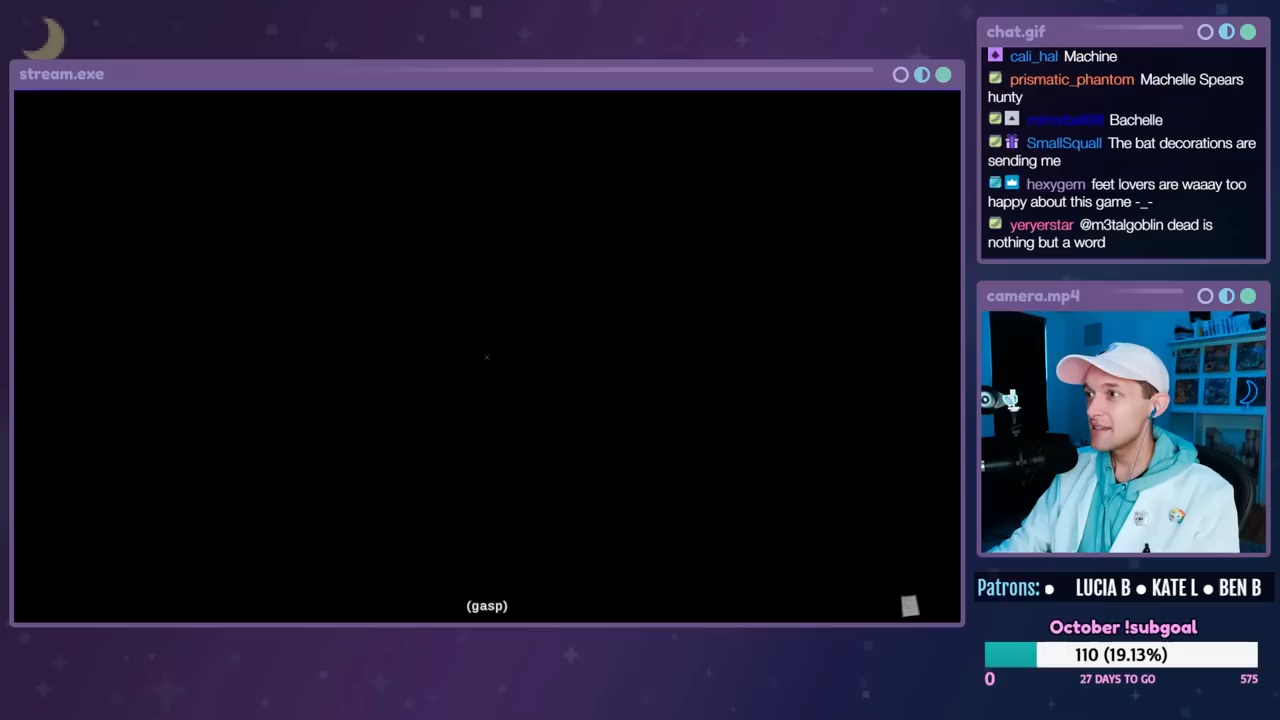 stream.exe
(gasp)
chat.gif
cali_hal Machine
prismatic_phantom Machelle Spears
hunty
Bachelle
SmallSquall The bat decorations are
sending me
hexygem feet lovers are waaay too
happy about this game -_-
yeryerstar @m3talgoblin dead is
nothing but a word
camera.mp4
Patrons: ● LUCIA B ● KATE L ● BEN B
October !subgoal
110 (19.13%)
0 27 DAYS TO GO 575